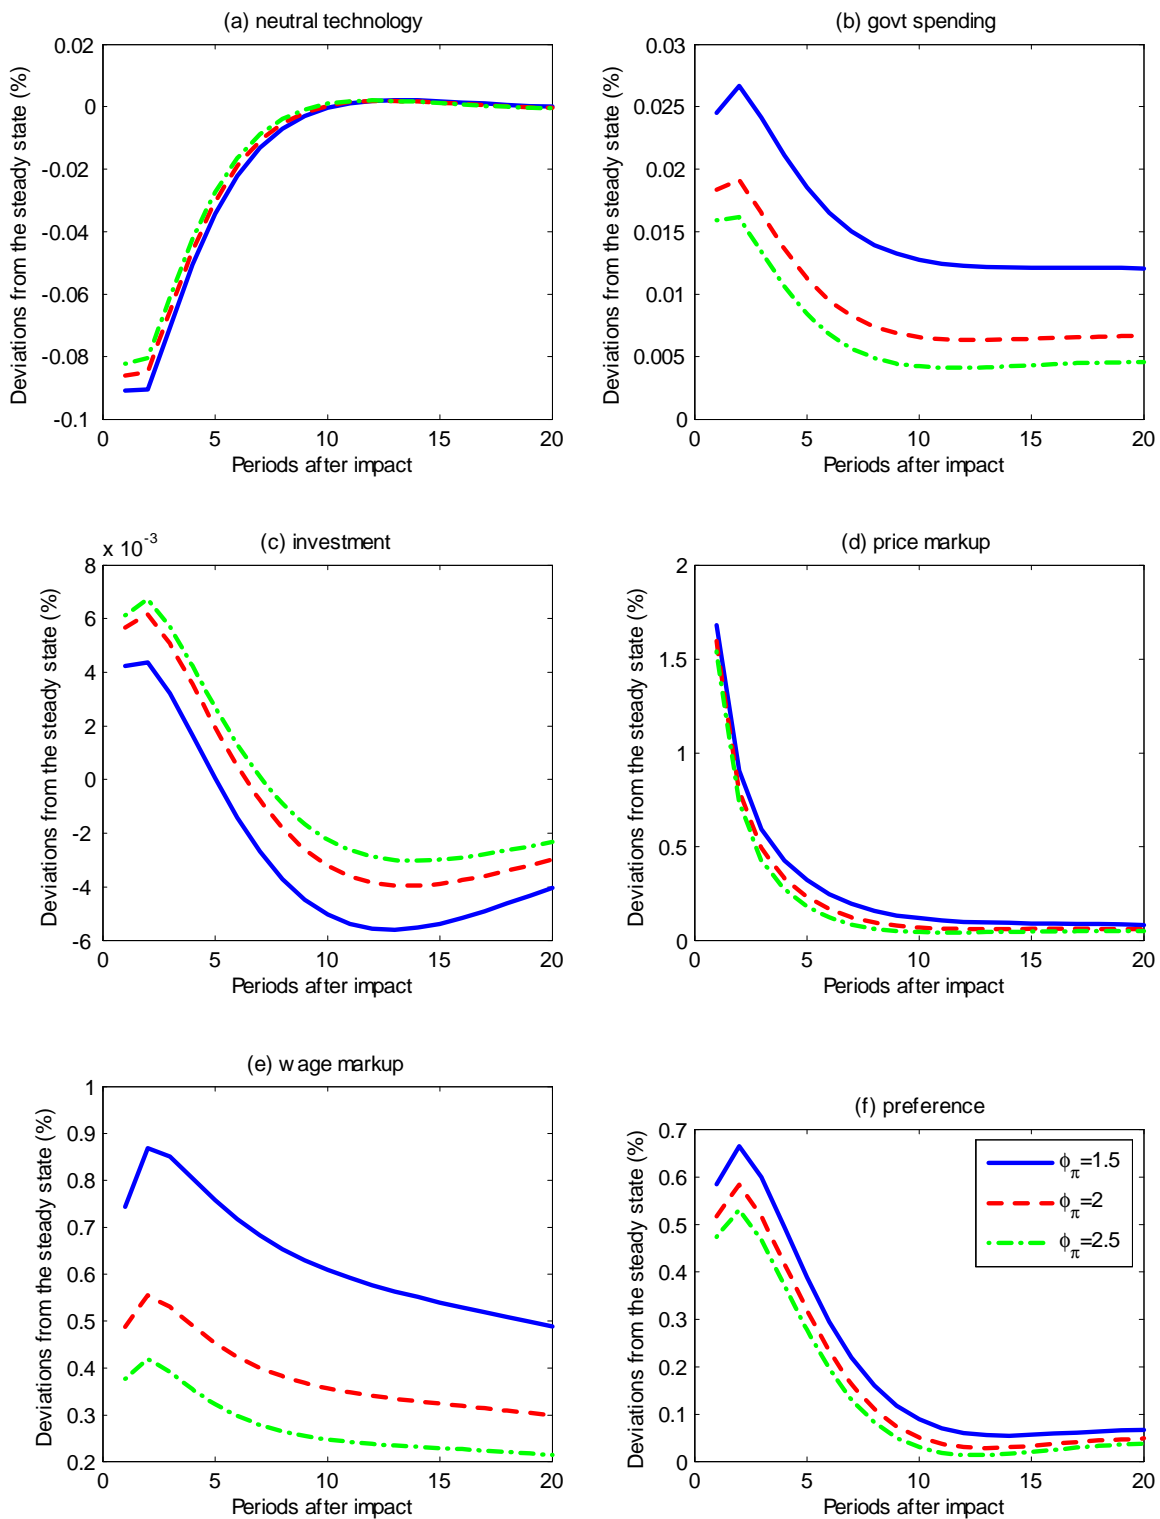 (a) neutral technology
Deviations from the steady state (%)
0.02
0
-0.02
-0.04
-0.06
-0.08
-0.1
0 5 10 15 20
Periods after impact
(b) govt spending
Deviations from the steady state (%)
0.03
0.025
0.02
0.015
0.01
0.005
0
0 5 10 15 20
Periods after impact
(c) investment
x 10^-3
Deviations from the steady state (%)
8
6
4
2
0
-2
-4
-6
0 5 10 15 20
Periods after impact
(d) price markup
Deviations from the steady state (%)
2
1.5
1
0.5
0
0 5 10 15 20
Periods after impact
(e) wage markup
Deviations from the steady state (%)
1
0.9
0.8
0.7
0.6
0.5
0.4
0.3
0.2
0 5 10 15 20
Periods after impact
(f) preference
Deviations from the steady state (%)
0.7
0.6
0.5
0.4
0.3
0.2
0.1
0
0 5 10 15 20
Periods after impact
ϕπ=1.5
ϕπ=2
ϕπ=2.5